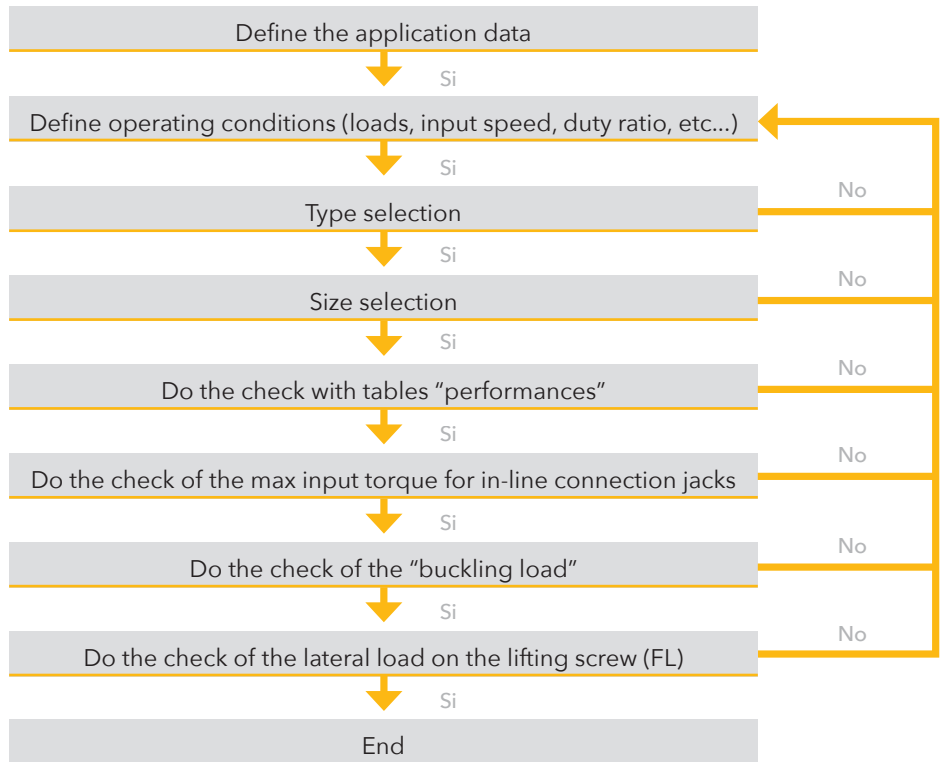 Define the application data
Si
Define operating conditions (loads, input speed, duty ratio, etc...)
Si
No
Type selection
Si
No
Size selection
Si
No
Do the check with tables “performances”
Si
No
Do the check of the max input torque for in-line connection jacks
Si
No
Do the check of the “buckling load”
Si
No
Do the check of the lateral load on the lifting screw (FL)
Si
End